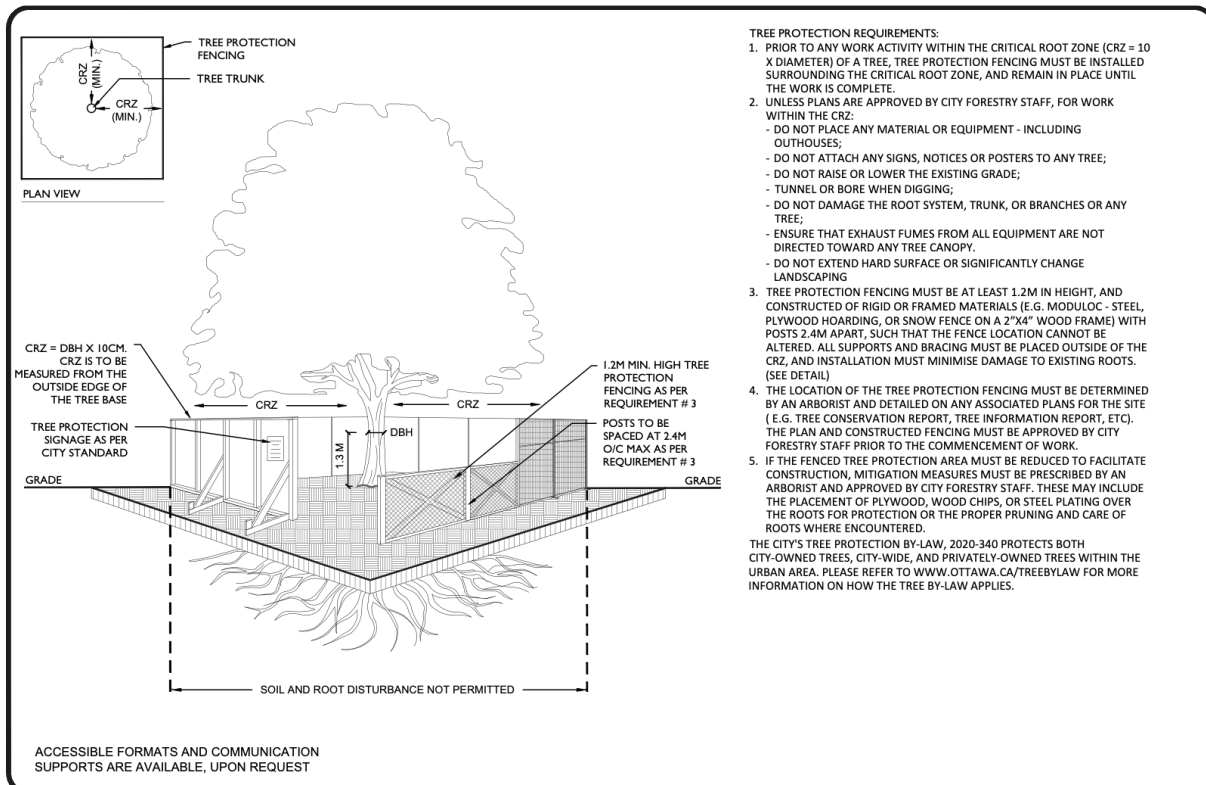 TREE PROTECTION
FENCING
TREE TRUNK
CRZ
(MIN.)
CRZ
(MIN.)
PLAN VIEW
CRZ = DBH X 10CM.
CRZ IS TO BE
MEASURED FROM THE
OUTSIDE EDGE OF
THE TREE BASE
TREE PROTECTION
SIGNAGE AS PER
CITY STANDARD
GRADE
CRZ
CRZ
DBH
1.3 M
1.2M MIN. HIGH TREE
PROTECTION
FENCING AS PER
REQUIREMENT # 3
POSTS TO BE
SPACED AT 2.4M
O/C MAX AS PER
REQUIREMENT # 3
GRADE
SOIL AND ROOT DISTURBANCE NOT PERMITTED
ACCESSIBLE FORMATS AND COMMUNICATION
SUPPORTS ARE AVAILABLE, UPON REQUEST
TREE PROTECTION REQUIREMENTS:
1. PRIOR TO ANY WORK ACTIVITY WITHIN THE CRITICAL ROOT ZONE (CRZ = 10
X DIAMETER) OF A TREE, TREE PROTECTION FENCING MUST BE INSTALLED
SURROUNDING THE CRITICAL ROOT ZONE, AND REMAIN IN PLACE UNTIL
THE WORK IS COMPLETE.
2. UNLESS PLANS ARE APPROVED BY CITY FORESTRY STAFF, FOR WORK
WITHIN THE CRZ:
- DO NOT PLACE ANY MATERIAL OR EQUIPMENT - INCLUDING
OUTHOUSES;
- DO NOT ATTACH ANY SIGNS, NOTICES OR POSTERS TO ANY TREE;
- DO NOT RAISE OR LOWER THE EXISTING GRADE;
- TUNNEL OR BORE WHEN DIGGING;
- DO NOT DAMAGE THE ROOT SYSTEM, TRUNK, OR BRANCHES OR ANY
TREE;
- ENSURE THAT EXHAUST FUMES FROM ALL EQUIPMENT ARE NOT
DIRECTED TOWARD ANY TREE CANOPY.
- DO NOT EXTEND HARD SURFACE OR SIGNIFICANTLY CHANGE
LANDSCAPING
3. TREE PROTECTION FENCING MUST BE AT LEAST 1.2M IN HEIGHT, AND
CONSTRUCTED OF RIGID OR FRAMED MATERIALS (E.G. MODULOC - STEEL,
PLYWOOD HOARDING, OR SNOW FENCE ON A 2”X4” WOOD FRAME) WITH
POSTS 2.4M APART, SUCH THAT THE FENCE LOCATION CANNOT BE
ALTERED. ALL SUPPORTS AND BRACING MUST BE PLACED OUTSIDE OF THE
CRZ, AND INSTALLATION MUST MINIMISE DAMAGE TO EXISTING ROOTS.
(SEE DETAIL)
4. THE LOCATION OF THE TREE PROTECTION FENCING MUST BE DETERMINED
BY AN ARBORIST AND DETAILED ON ANY ASSOCIATED PLANS FOR THE SITE
( E.G. TREE CONSERVATION REPORT, TREE INFORMATION REPORT, ETC).
THE PLAN AND CONSTRUCTED FENCING MUST BE APPROVED BY CITY
FORESTRY STAFF PRIOR TO THE COMMENCEMENT OF WORK.
5. IF THE FENCED TREE PROTECTION AREA MUST BE REDUCED TO FACILITATE
CONSTRUCTION, MITIGATION MEASURES MUST BE PRESCRIBED BY AN
ARBORIST AND APPROVED BY CITY FORESTRY STAFF. THESE MAY INCLUDE
THE PLACEMENT OF PLYWOOD, WOOD CHIPS, OR STEEL PLATING OVER
THE ROOTS FOR PROTECTION OR THE PROPER PRUNING AND CARE OF
ROOTS WHERE ENCOUNTERED.
THE CITY'S TREE PROTECTION BY-LAW, 2020-340 PROTECTS BOTH
CITY-OWNED TREES, CITY-WIDE, AND PRIVATELY-OWNED TREES WITHIN THE
URBAN AREA. PLEASE REFER TO WWW.OTTAWA.CA/TREEBYLAW FOR MORE
INFORMATION ON HOW THE TREE BY-LAW APPLIES.